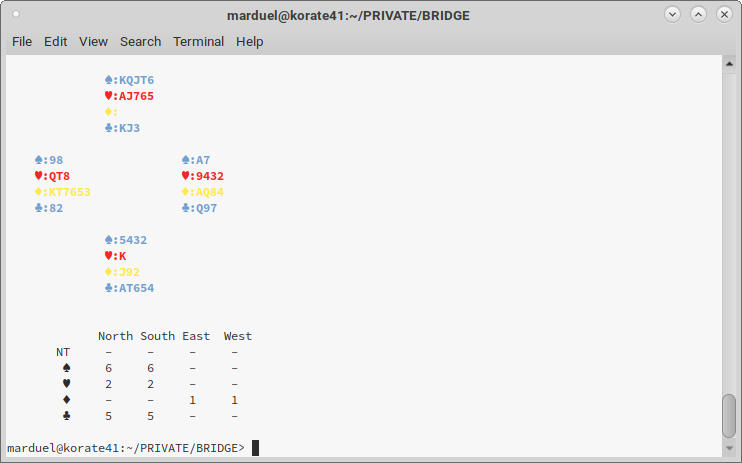 marduel@korate41:~/PRIVATE/BRIDGE
File Edit View Search Terminal Help
♠:KQJT6
♥:AJ765
♦:
♣:KJ3
♠:98 ♠:A7
♥:QT8 ♥:9432
♦:KT7653 ♦:AQ84
♣:82 ♣:Q97
♠:5432
♥:K
♦:J92
♣:AT654
North South East West
NT - - - -
♠ 6 6 - -
♥ 2 2 - -
♦ - - 1 1
♣ 5 5 - -
marduel@korate41:~/PRIVATE/BRIDGE>